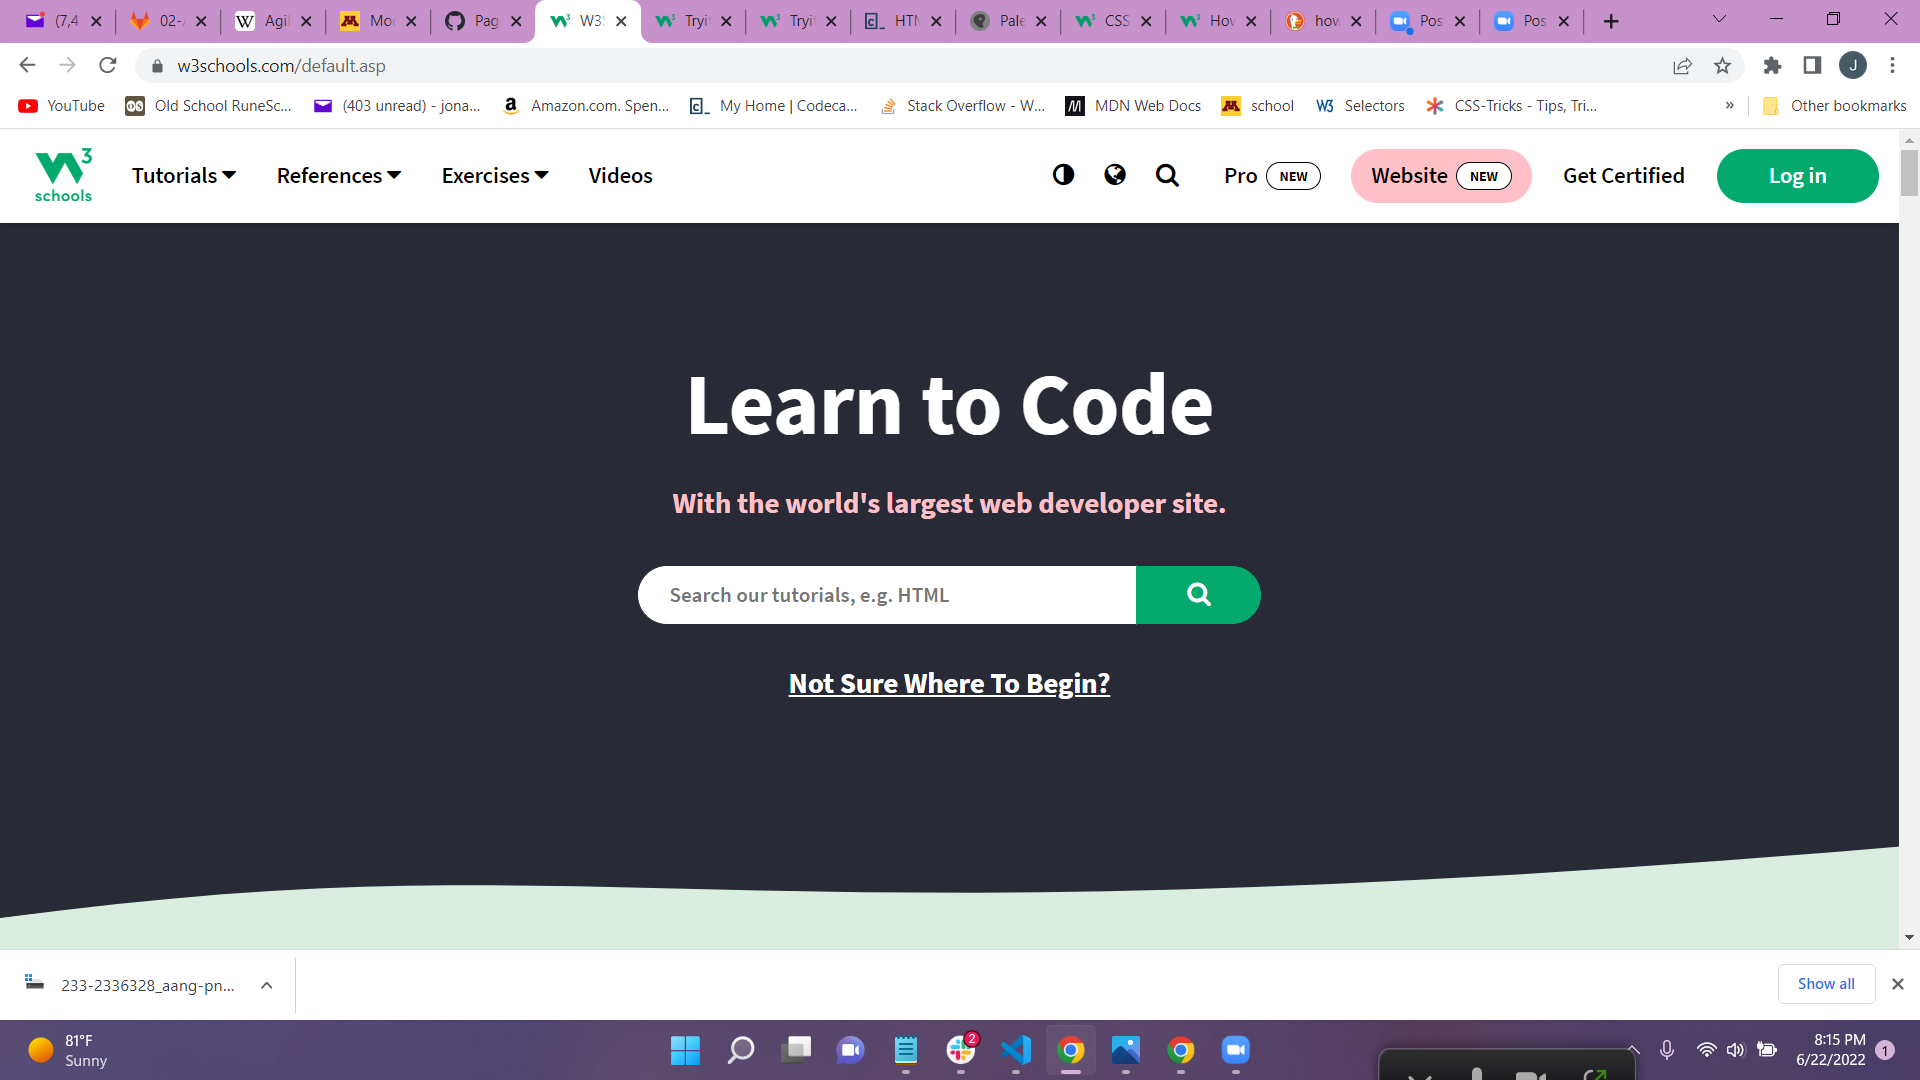 (7,4
02-
Agil
Moc
Pag
W3S
Tryi
Tryi
HTM
Pale
CSS
How
how
Pos
Pos
w3schools.com/default.asp
J
YouTube
Old School RuneSc...
(403 unread) - jona...
Amazon.com. Spen...
My Home | Codeca...
Stack Overflow - W...
MDN Web Docs
school
Selectors
CSS-Tricks - Tips, Tri...
»
Other bookmarks
W3 schools
Tutorials
References
Exercises
Videos
Pro NEW
Website NEW
Get Certified
Log in
Learn to Code
With the world's largest web developer site.
Search our tutorials, e.g. HTML
Not Sure Where To Begin?
233-2336328_aang-pn...
Show all
81°F
Sunny
2
8:15 PM
6/22/2022
1